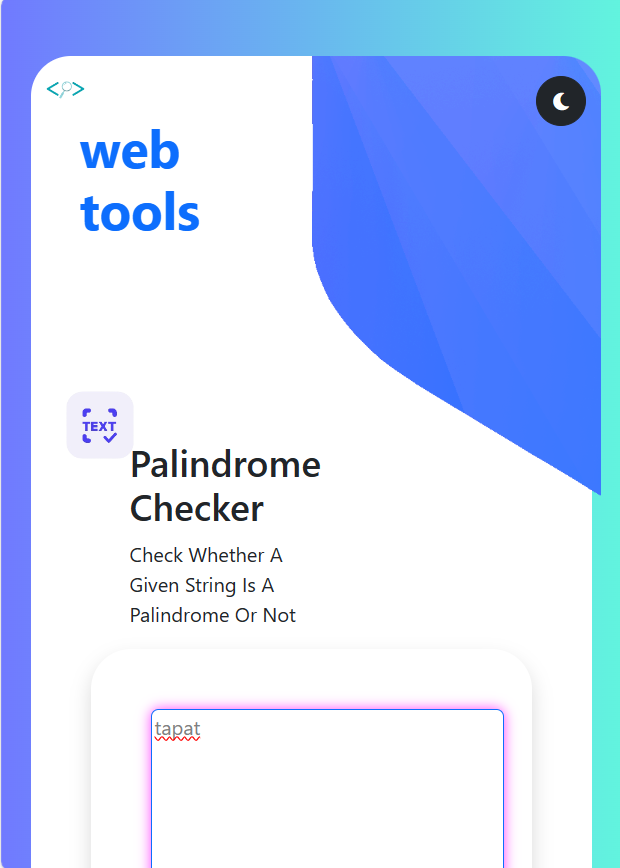 web
tools
TEXT
Palindrome
Checker
Check Whether A
Given String Is A
Palindrome Or Not
tapat